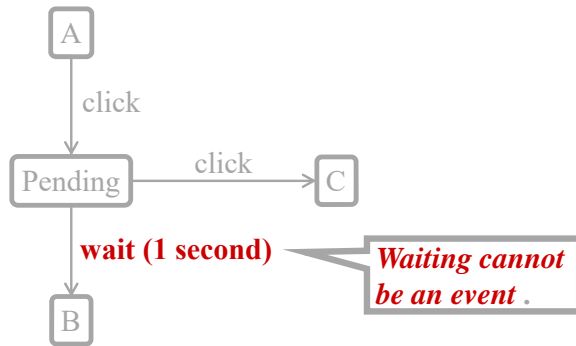 A
click
Pending
click
C
wait (1 second)
Waiting cannot
be an event .
B